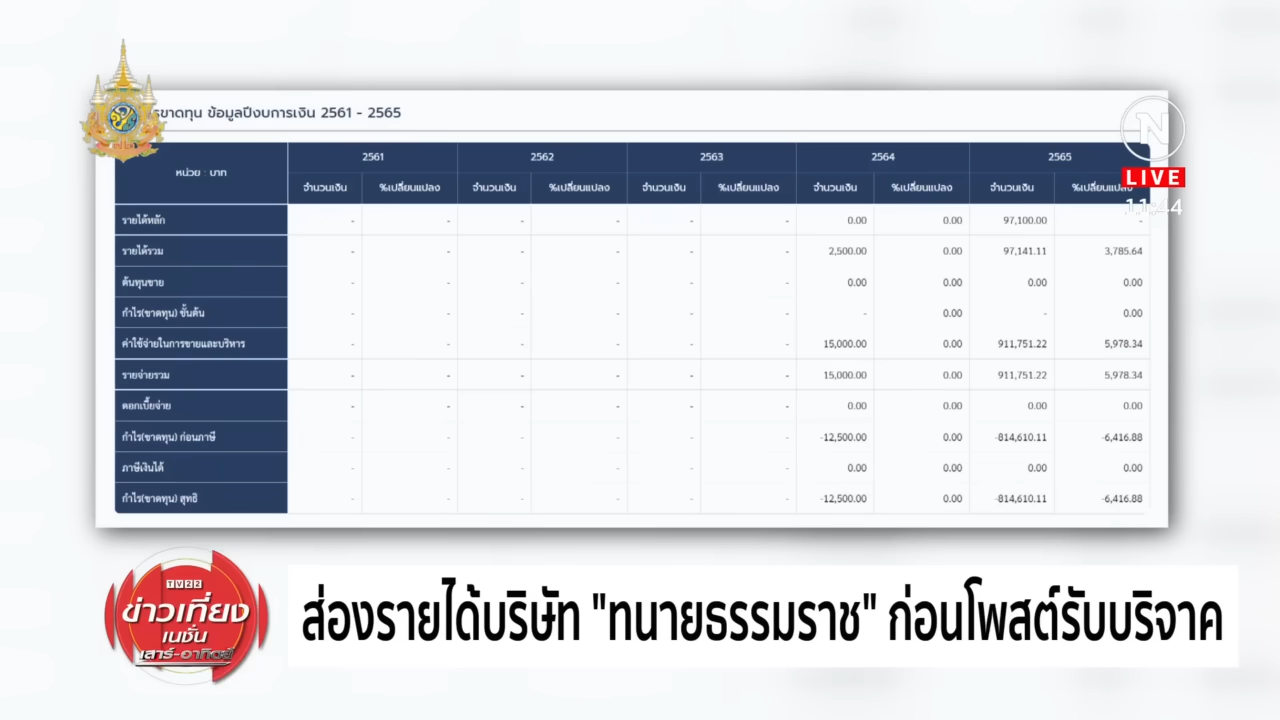 ขาดทุน ข้อมูลปีงบการเงิน 2561 - 2565
หน่วย : บาท 2561 2562 2563 2564 2565
จำนวนเงิน %เปลี่ยนแปลง จำนวนเงิน %เปลี่ยนแปลง จำนวนเงิน %เปลี่ยนแปลง จำนวนเงิน %เปลี่ยนแปลง จำนวนเงิน %เปลี่ยนแปลง
รายได้หลัก - - - - - - 0.00 0.00 97,100.00 -
รายได้รวม - - - - - - 2,500.00 0.00 97,141.11 3,785.64
ต้นทุนขาย - - - - - - 0.00 0.00 0.00 0.00
กำไร(ขาดทุน) ขั้นต้น - - - - - - - 0.00 - 0.00
ค่าใช้จ่ายในการขายและบริหาร - - - - - - 15,000.00 0.00 911,751.22 5,978.34
รายจ่ายรวม - - - - - - 15,000.00 0.00 911,751.22 5,978.34
ดอกเบี้ยจ่าย - - - - - - 0.00 0.00 0.00 0.00
กำไร(ขาดทุน) ก่อนภาษี - - - - - - -12,500.00 0.00 -814,610.11 -6,416.88
ภาษีเงินได้ - - - - - - 0.00 0.00 0.00 0.00
กำไร(ขาดทุน) สุทธิ - - - - - - -12,500.00 0.00 -814,610.11 -6,416.88
N
LIVE
11:44
TV22
ข่าวเที่ยง
เนชั่น
เสาร์-อาทิตย์
ส่องรายได้บริษัท "ทนายธรรมราช" ก่อนโพสต์รับบริจาค